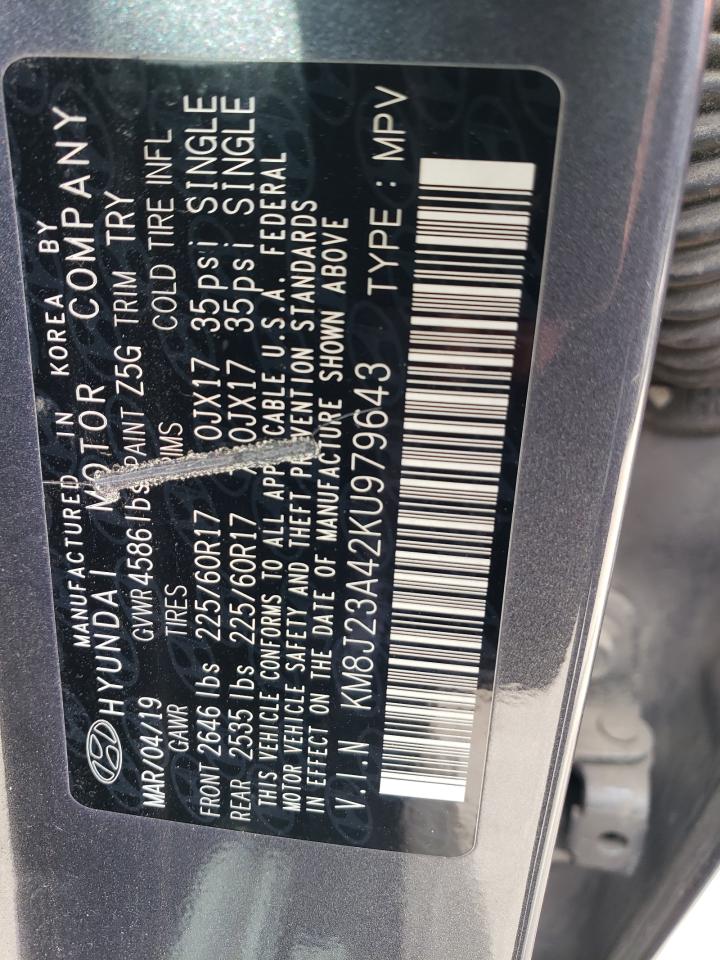 MANUFACTURED IN KOREA BY
HYUNDAI MOTOR COMPANY
MAR/04/19 GVWR 4586 lbs PAINT Z5G TRIM TRY
GAWR TIRES COLD TIRE INFL
FRONT 2646 lbs 225/60R17 0JX17 35psi SINGLE
REAR 2535 lbs 225/60R17 0JX17 35psi SINGLE
THIS VEHICLE CONFORMS TO ALL APPLICABLE U.S.A. FEDERAL
MOTOR VEHICLE SAFETY AND THEFT PREVENTION STANDARDS
IN EFFECT ON THE DATE OF MANUFACTURE SHOWN ABOVE
V.I.N KM8J23A42KU979643 TYPE : MPV